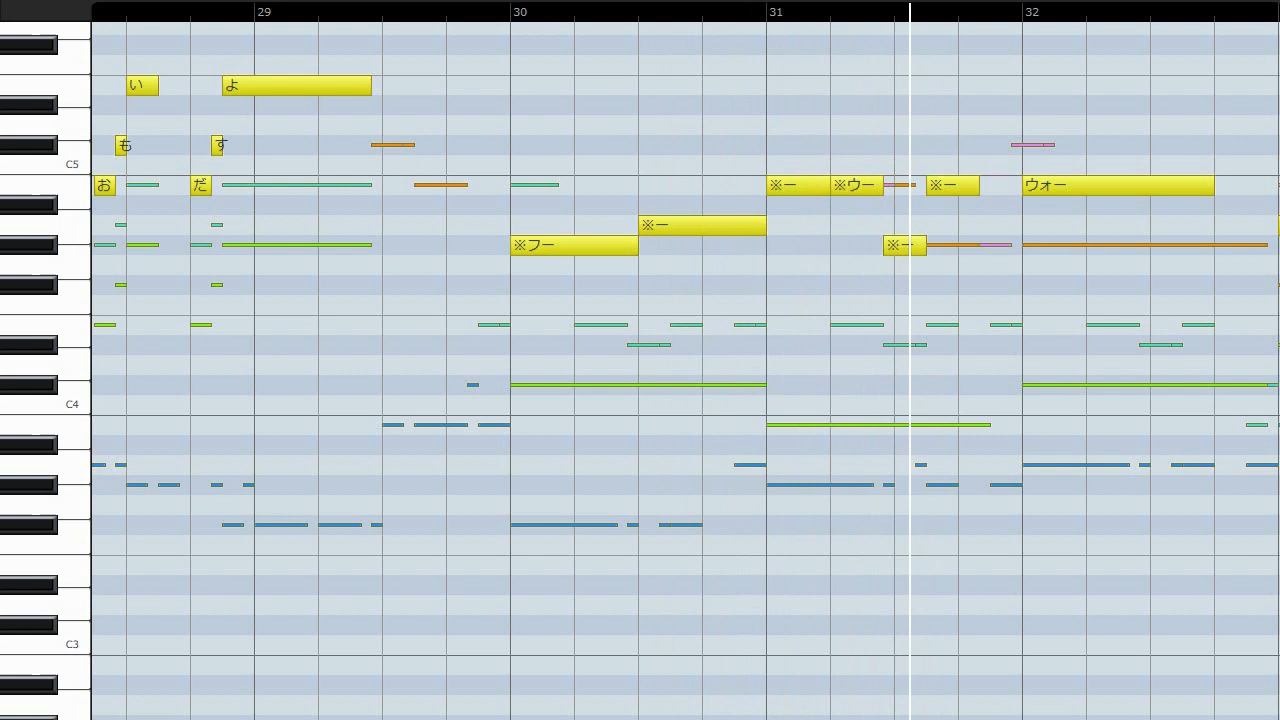 29 30 31 32
い よ
も す
C5
お だ ※ー ※ウー ※ー ウォー
※ー
※フー ※ー
C4
C3